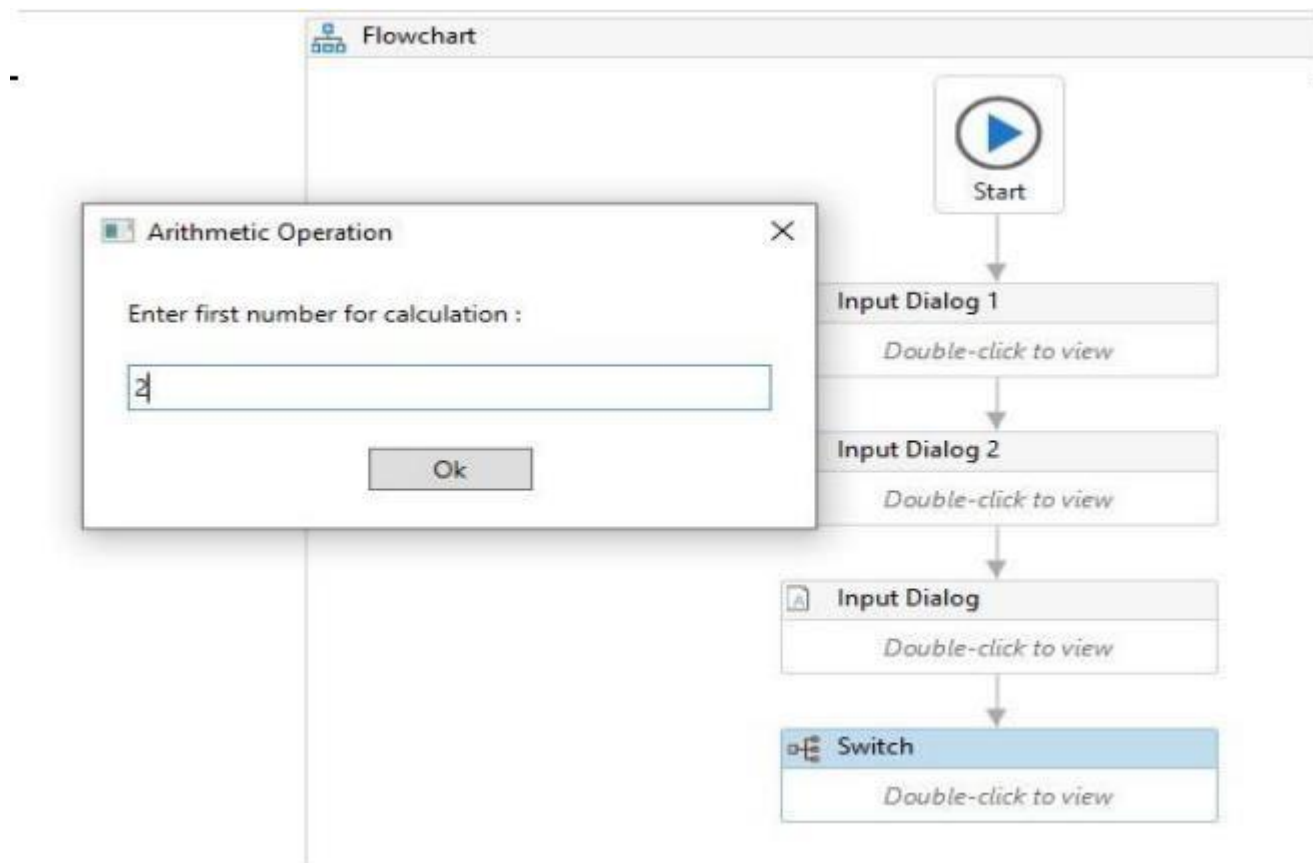 Flowchart
Start
Arithmetic Operation
Enter first number for calculation :
2
Ok
Input Dialog 1
Double-click to view
Input Dialog 2
Double-click to view
Input Dialog
Double-click to view
Switch
Double-click to view